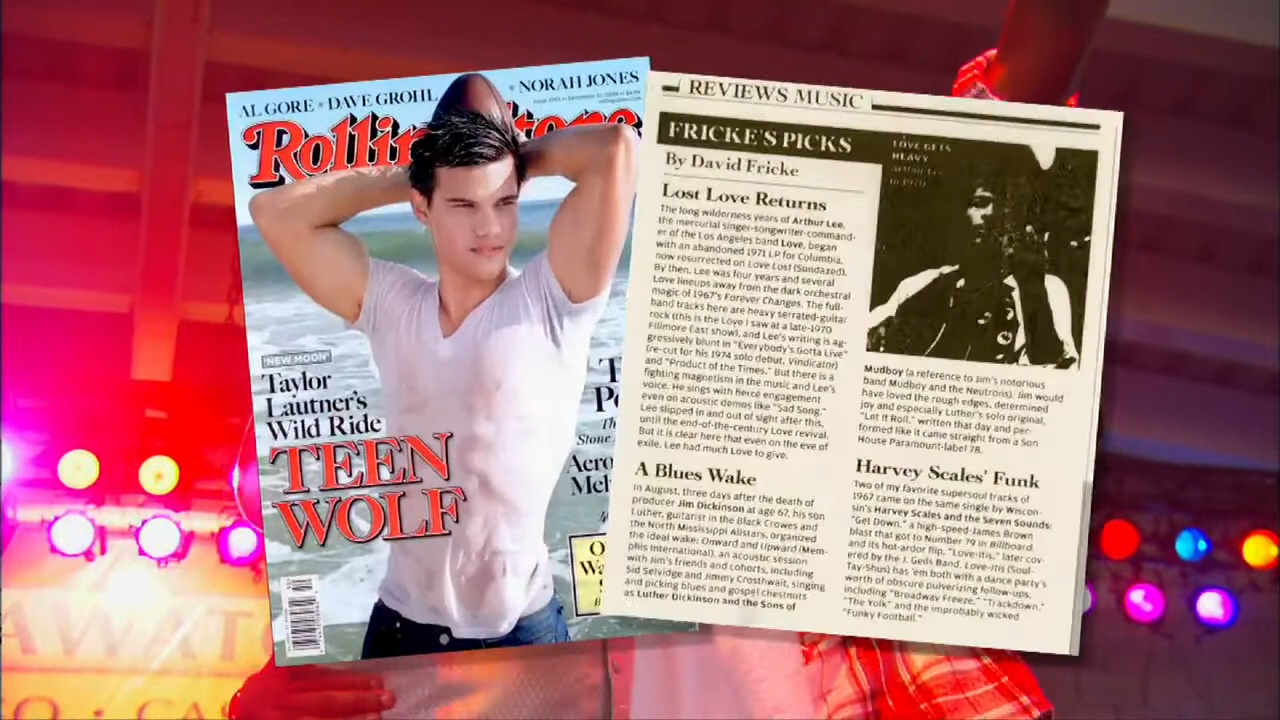 AL GORE * DAVE GROHL * NORAH JONES
'NEW MOON'
Taylor
Lautner's
Wild Ride
TEEN
WOLF
REVIEWS MUSIC
FRICKE'S PICKS
By David Fricke
LOVE GETS
HEAVY
Lost Love Returns
The long wilderness years of Arthur Lee,
the mercurial singer-songwriter-command-
er of the Los Angeles band Love, began
with an abandoned 1971 LP for Columbia,
now resurrected on Love Lost (Sundazed).
By then, Lee was four years and several
Love lineups away from the dark orchestral
magic of 1967's Forever Changes. The full-
band tracks here are heavy serrated-guitar
rock (this is the Love I saw at a late-1970
Fillmore East show), and Lee's writing is ag-
gressively blunt in "Everybody's Gotta Live"
(re-cut for his 1974 solo debut, Vindicator)
and "Product of the Times." But there is a
fighting magnetism in the music and Lee's
voice. He sings with fierce engagement
even on acoustic demos like "Sad Song."
Lee slipped in and out of sight after this,
until the end-of-the-century Love revival.
But it is clear here that even on the eve of
exile, Lee had much Love to give.
A Blues Wake
In August, three days after the death of
producer Jim Dickinson at age 67, his son
Luther, guitarist in the Black Crowes and
the North Mississippi Allstars, organized
the ideal wake: Onward and Upward (Mem-
phis International), an acoustic session
with Jim's friends and cohorts, including
Sid Selvidge and Jimmy Crosthwait, singing
and picking blues and gospel chestnuts
as Luther Dickinson and the Sons of
Mudboy (a reference to Jim's notorious
band Mudboy and the Neutrons). Jim would
have loved the rough edges, determined
joy and especially Luther's solo original,
"Let It Roll," written that day and per-
formed like it came straight from a Son
House Paramount-label 78.
Harvey Scales' Funk
Two of my favorite supersoul tracks of
1967 came on the same single by Wiscon-
sin's Harvey Scales and the Seven Sounds:
"Get Down," a high-speed-James Brown
blast that got to Number 79 in Billboard,
and its hot-ardor flip, "Love-Itis," later cov-
ered by the J. Geils Band. Love-Itis (Soul-
Tay-Shus) has 'em both with a dance party's
worth of obscure pulverizing follow-ups,
including "Broadway Freeze," "Trackdown,"
"The Yolk" and the improbably wicked
"Funky Football."